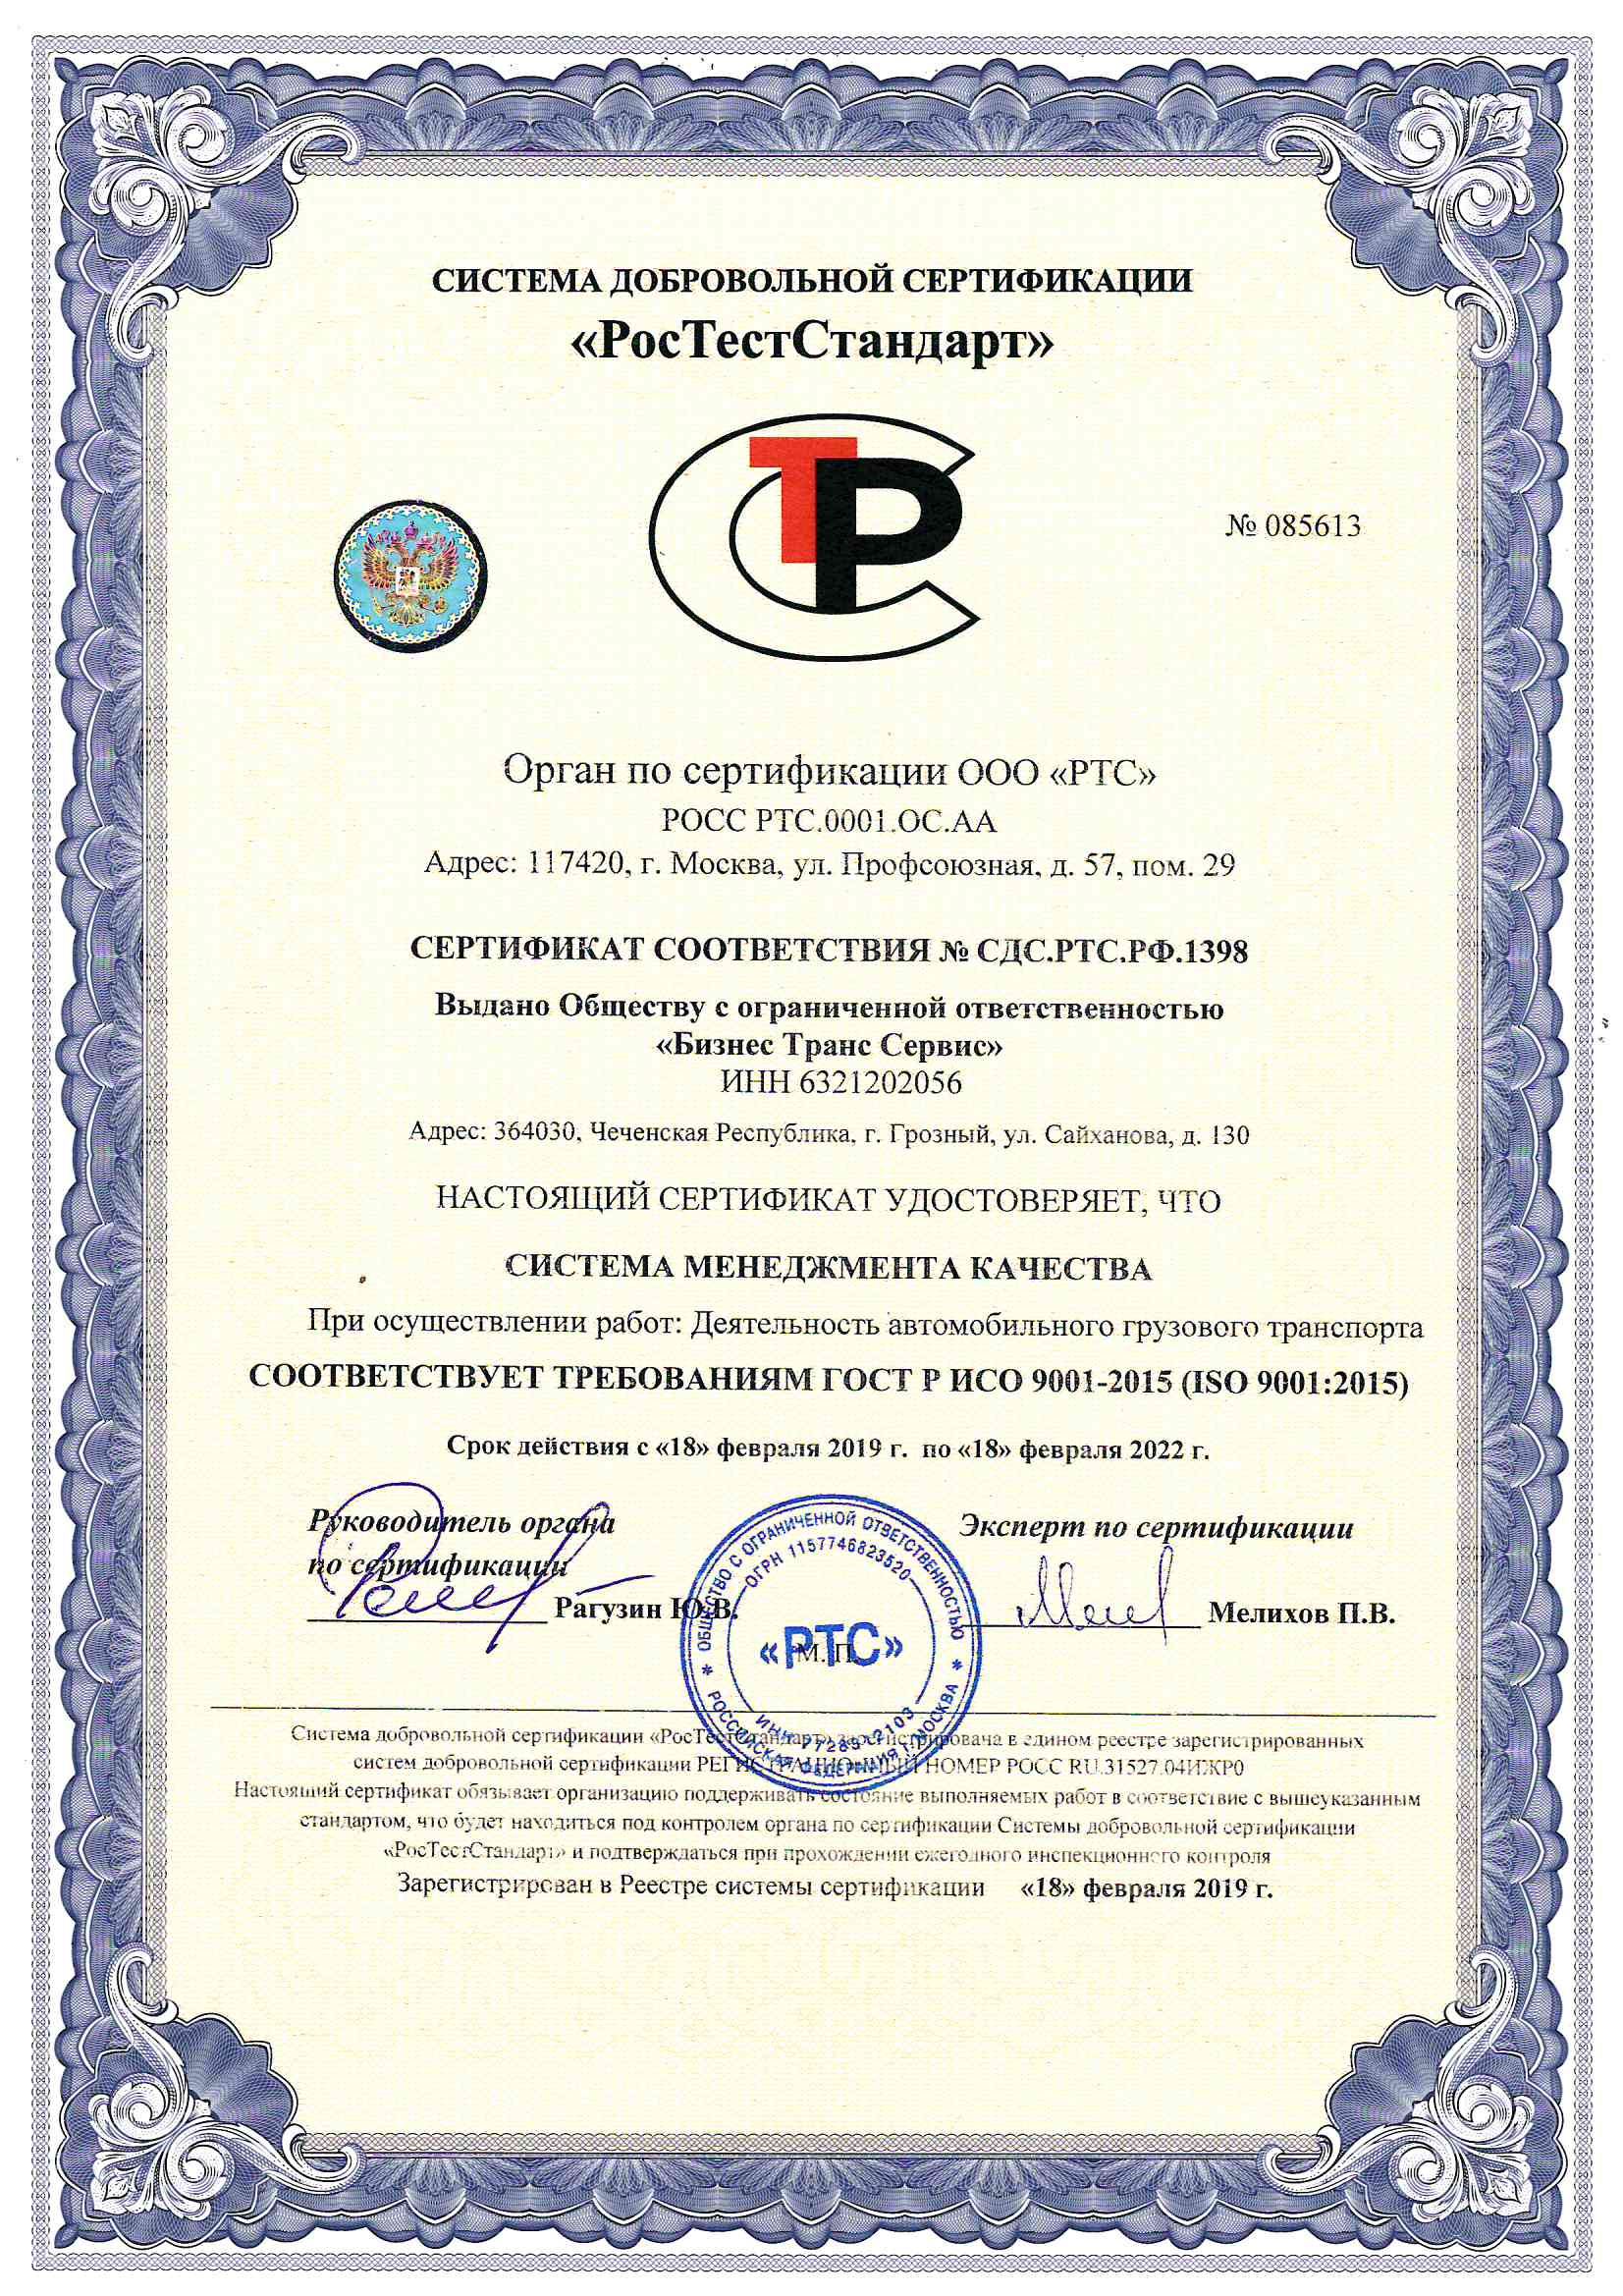 СИСТЕМА ДОБРОВОЛЬНОЙ СЕРТИФИКАЦИИ
«РосТестСтандарт»
ТР
С
№ 085613
Орган по сертификации ООО «РТС»
РОСС РТС.0001.ОС.АА
Адрес: 117420, г. Москва, ул. Профсоюзная, д. 57, пом. 29
СЕРТИФИКАТ СООТВЕТСТВИЯ № СДС.РТС.РФ.1398
Выдано Обществу с ограниченной ответственностью
«Бизнес Транс Сервис»
ИНН 6321202056
Адрес: 364030, Чеченская Республика, г. Грозный, ул. Сайханова, д. 130
НАСТОЯЩИЙ СЕРТИФИКАТ УДОСТОВЕРЯЕТ, ЧТО
СИСТЕМА МЕНЕДЖМЕНТА КАЧЕСТВА
При осуществлении работ: Деятельность автомобильного грузового транспорта
СООТВЕТСТВУЕТ ТРЕБОВАНИЯМ ГОСТ Р ИСО 9001-2015 (ISO 9001:2015)
Срок действия с «18» февраля 2019 г. по «18» февраля 2022 г.
Руководитель органа
по сертификации
Рагузин Ю.В.
ОБЩЕСТВО С ОГРАНИЧЕННОЙ ОТВЕТСТВЕННОСТЬЮ
ОГРН 1157746823520
«РТС»
М.П.
ИНН
РОССИЙСКАЯ ФЕДЕРАЦИЯ Г. МОСКВА
Эксперт по сертификации
Мелихов П.В.
Система добровольной сертификации «РосТестСтандарт» зарегистрирована в едином реестре зарегистрированных
систем добровольной сертификации РЕГИСТРАЦИОННЫЙ НОМЕР РОСС RU.31527.04ИЖР0
Настоящий сертификат обязывает организацию поддерживать состояние выполняемых работ в соответствие с вышеуказанным
стандартом, что будет находиться под контролем органа по сертификации Системы добровольной сертификации
«РосТестСтандарт» и подтверждаться при прохождении ежегодного инспекционного контроля
Зарегистрирован в Реестре системы сертификации «18» февраля 2019 г.